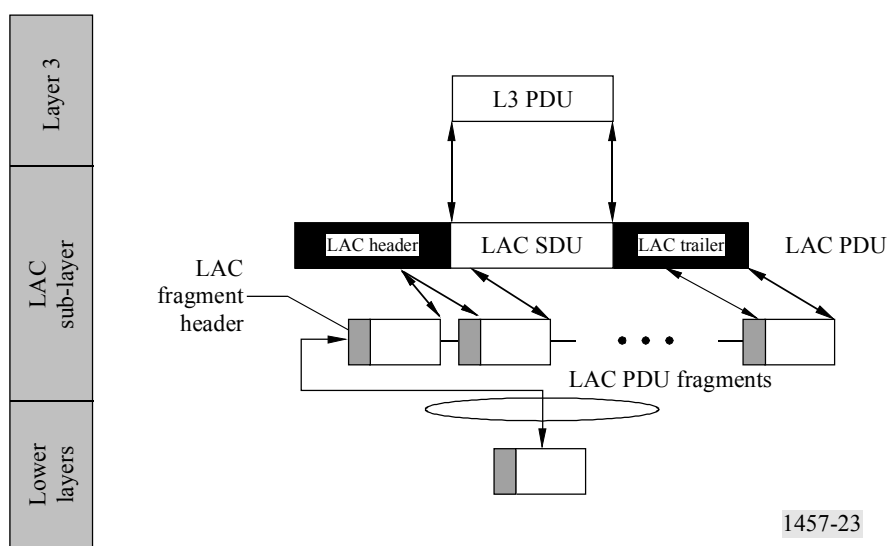 Layer 3
L3 PDU
LAC header
LAC SDU
LAC trailer
LAC PDU
LAC
sub-layer
LAC
fragment
header
LAC PDU fragments
Lower
layers
1457-23